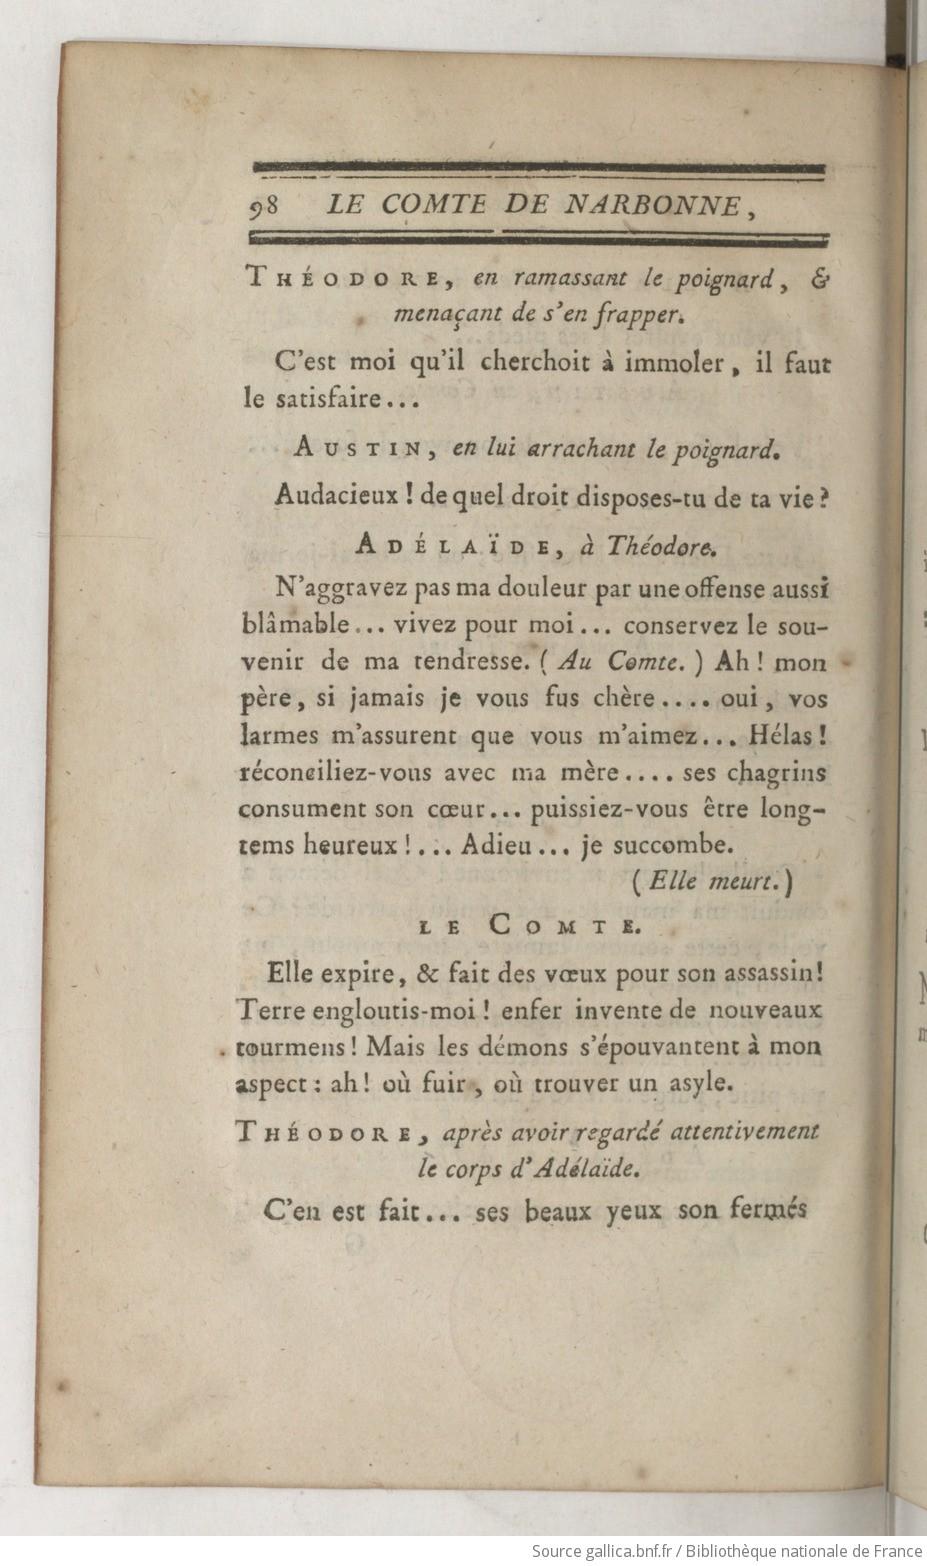 98 LE COMTE DE NARBONNE,
THÉODORE, en ramassant le poignard, &
menaçant de s'en frapper.
C'est moi qu'il cherchoit à immoler, il faut
le satisfaire...
AUSTIN, en lui arrachant le poignard.
Audacieux ! de quel droit disposes-tu de ta vie ?
ADÉLAÏDE, à Théodore.
N'aggravez pas ma douleur par une offense aussi
blâmable... vivez pour moi... conservez le sou-
venir de ma tendresse. ( Au Comte. ) Ah ! mon
père, si jamais je vous fus chère.... oui, vos
larmes m'assurent que vous m'aimez... Hélas !
réconciliez-vous avec ma mère.... ses chagrins
consument son cœur... puissiez-vous être long-
tems heureux !... Adieu... je succombe.
( Elle meurt. )
LE COMTE.
Elle expire, & fait des vœux pour son assassin !
Terre engloutis-moi ! enfer invente de nouveaux
tourmens ! Mais les démons s'épouvantent à mon
aspect : ah ! où fuir, où trouver un asyle.
THÉODORE, après avoir regardé attentivement
le corps d'Adélaïde.
C'en est fait... ses beaux yeux son fermés
Source gallica.bnf.fr / Bibliothèque nationale de France